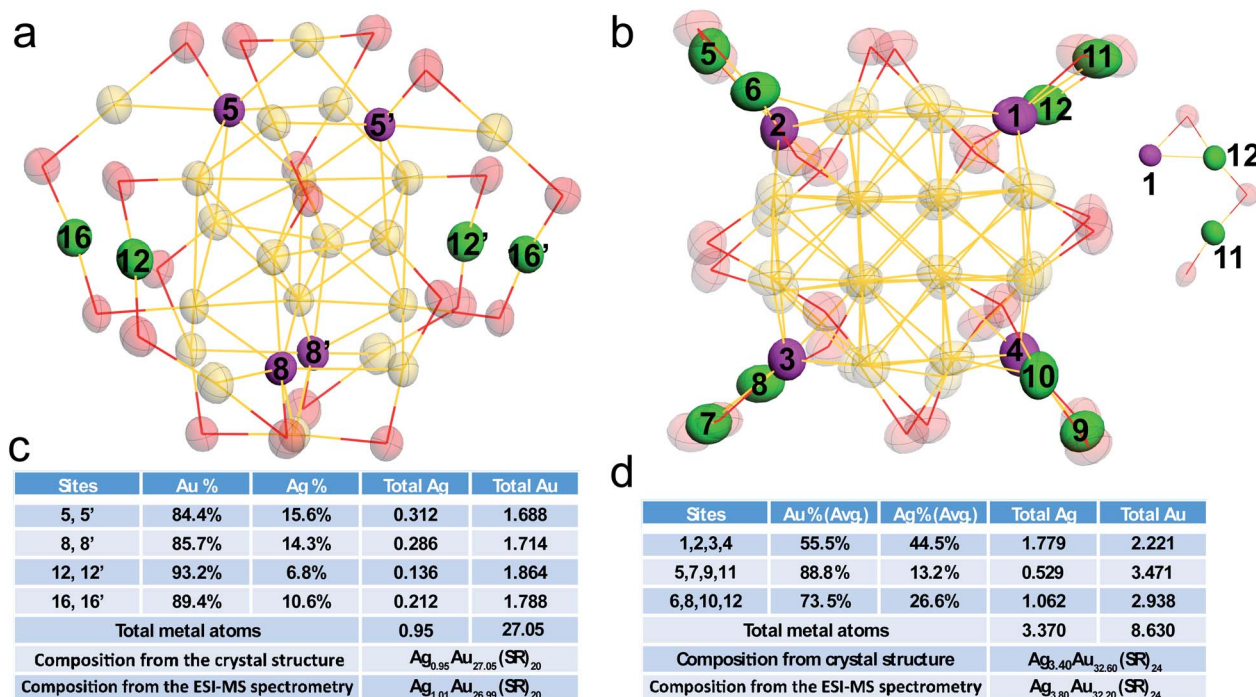 a
5
5’
16
12
12’
16’
8
8’
b
5
6
2
1
11
12
3
8
7
4
10
9
1
12
11
c
Sites Au % Ag % Total Ag Total Au
5, 5’ 84.4% 15.6% 0.312 1.688
8, 8’ 85.7% 14.3% 0.286 1.714
12, 12’ 93.2% 6.8% 0.136 1.864
16, 16’ 89.4% 10.6% 0.212 1.788
Total metal atoms 0.95 27.05
Composition from the crystal structure Ag0.95Au27.05(SR)20
Composition from the ESI-MS spectrometry Ag1.01Au26.99(SR)20
d
Sites Au%(Avg.) Ag%(Avg.) Total Ag Total Au
1,2,3,4 55.5% 44.5% 1.779 2.221
5,7,9,11 88.8% 13.2% 0.529 3.471
6,8,10,12 73.5% 26.6% 1.062 2.938
Total metal atoms 3.370 8.630
Composition from crystal structure Ag3.40Au32.60(SR)24
Composition from the ESI-MS spectrometry Ag3.80Au32.20(SR)24